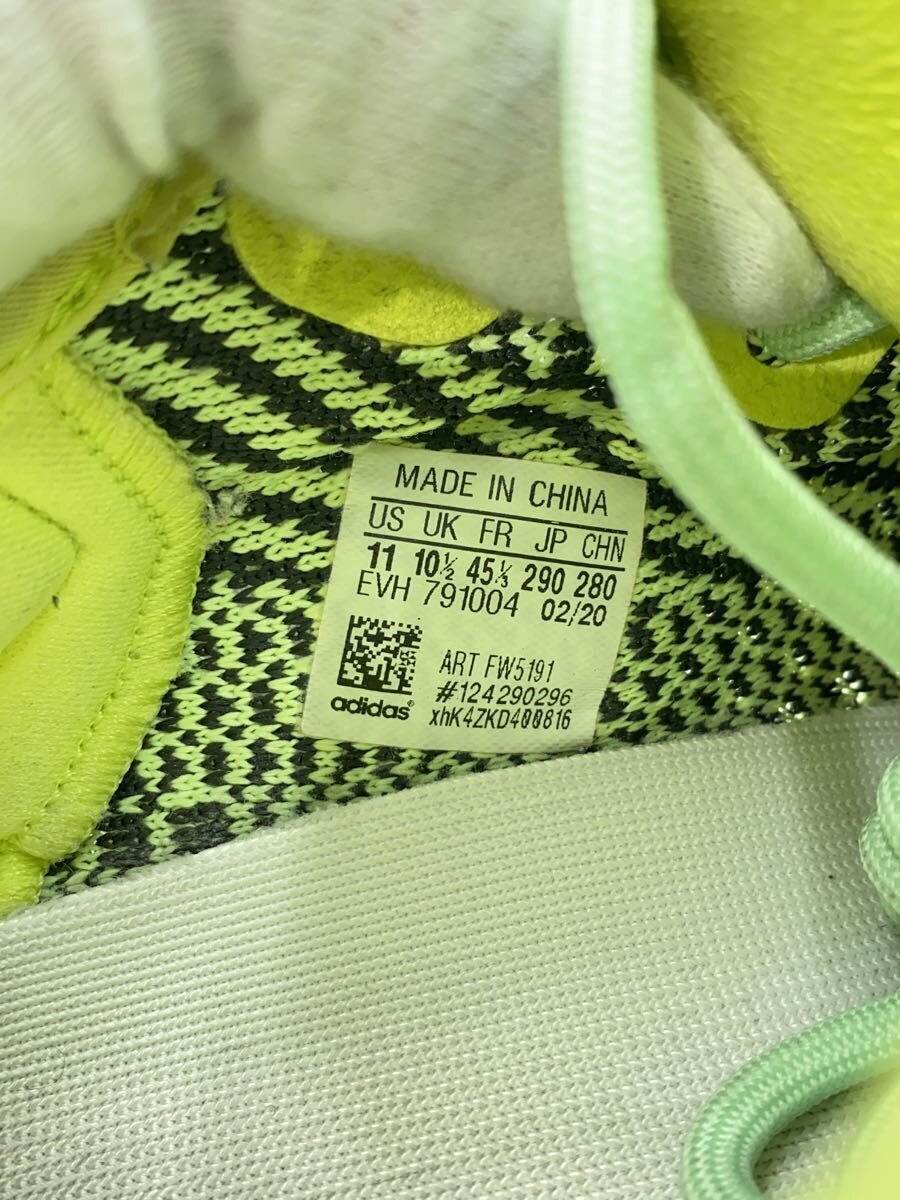 MADE IN CHINA
US UK FR JP CHN
11 10½ 45⅓ 290 280
EVH 791004 02/20
ART FW5191
#124290296
adidas® xhK4ZKD400816